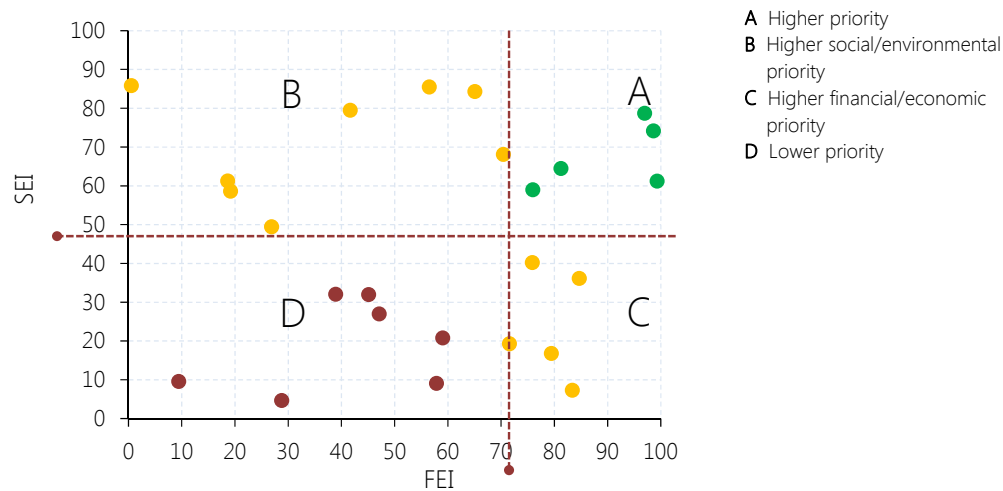 100
90
80
70
60
50
40
30
20
10
0
SEI
B
A
D
C
0 10 20 30 40 50 60 70 80 90 100
FEI
A Higher priority
B Higher social/environmental
priority
C Higher financial/economic
priority
D Lower priority